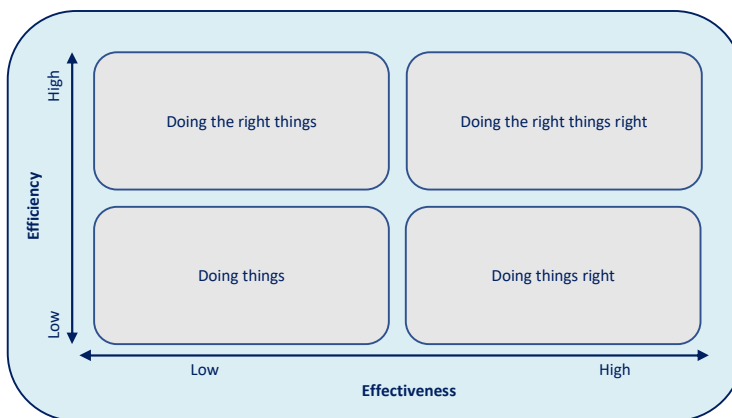 High
Doing the right things
Doing the right things right
Efficiency
Doing things
Doing things right
Low
Low
High
Effectiveness